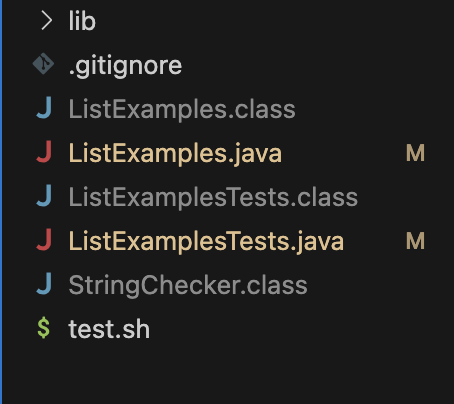 lib
.gitignore
ListExamples.class
ListExamples.java M
ListExamplesTests.class
ListExamplesTests.java M
StringChecker.class
$ test.sh